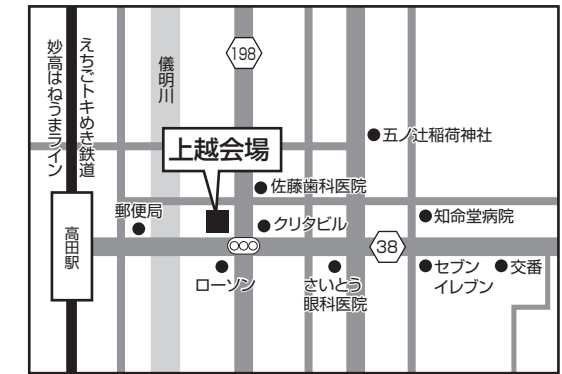 えちごトキめき鉄道
妙高はねうまライン
儀明川
198
五ノ辻稲荷神社
上越会場
佐藤歯科医院
郵便局
クリタビル
知命堂病院
高田駅
38
ローソン
さいとう
眼科医院
セブン
イレブン
交番